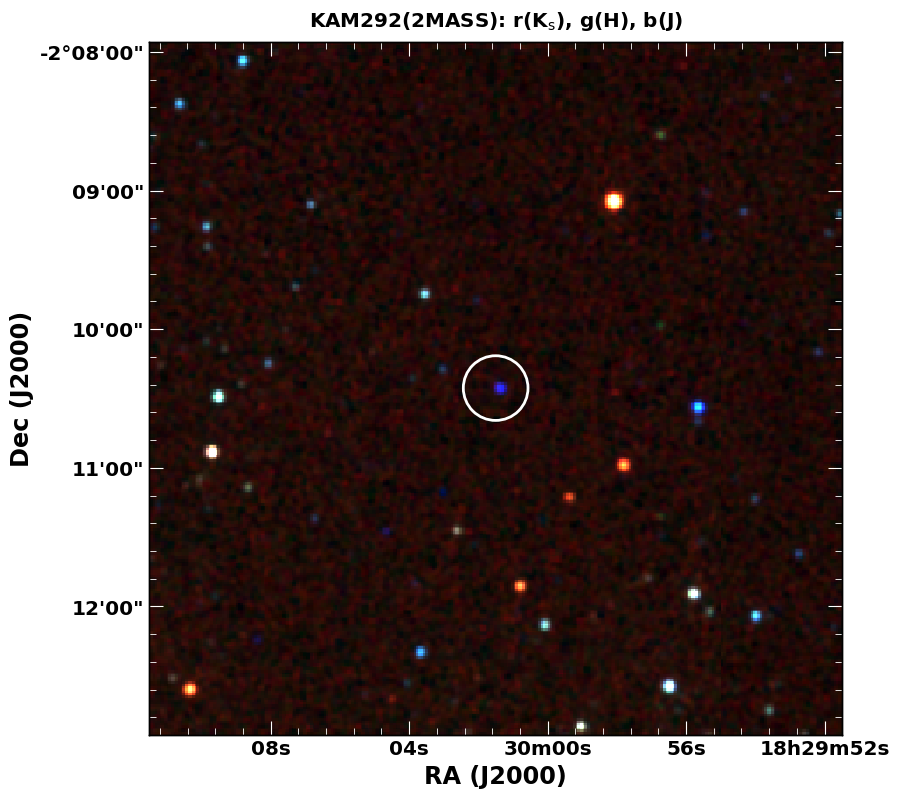 KAM292(2MASS): r(Kₛ), g(H), b(J)
-2°08'00"
09'00"
10'00"
11'00"
12'00"
Dec (J2000)
08s 04s 30m00s 56s 18h29m52s
RA (J2000)